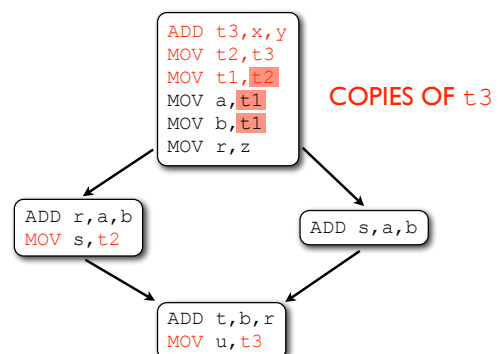 ADD t3,x,y
MOV t2,t3
MOV t1,t2
MOV a,t1
MOV b,t1
MOV r,z
COPIES OF t3
ADD r,a,b
MOV s,t2
ADD s,a,b
ADD t,b,r
MOV u,t3